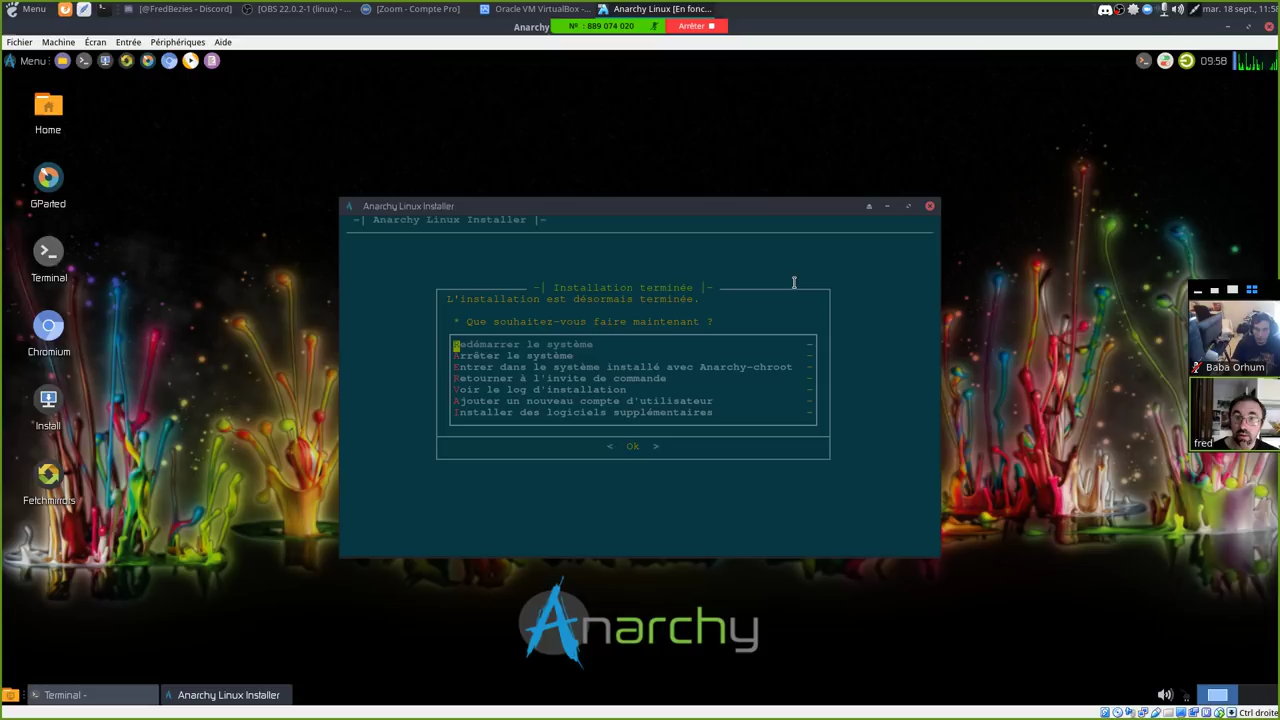 Menu
[@FredBezies - Discord]
[OBS 22.0.2-1 (linux) -...
[Zoom - Compte Pro]
Oracle VM VirtualBox -...
Anarchy Linux [En fonc...
mar. 18 sept., 11:58
Anarchy
N° : 889 074 020
Arrêter
Fichier Machine Écran Entrée Périphériques Aide
Menu
09:58
Home
GParted
Terminal
Chromium
Install
Fetchmirrors
Anarchy Linux Installer
-| Anarchy Linux Installer |-
-| Installation terminée |-
L'installation est désormais terminée.
* Que souhaitez-vous faire maintenant ?
Redémarrer le système -
Arrêter le système -
Entrer dans le système installé avec Anarchy-chroot -
Retourner à l'invite de commande -
Voir le log d'installation -
Ajouter un nouveau compte d'utilisateur -
Installer des logiciels supplémentaires -
< Ok >
Baba Orhum
fred
Anarchy
Terminal -
Anarchy Linux Installer
Ctrl droite